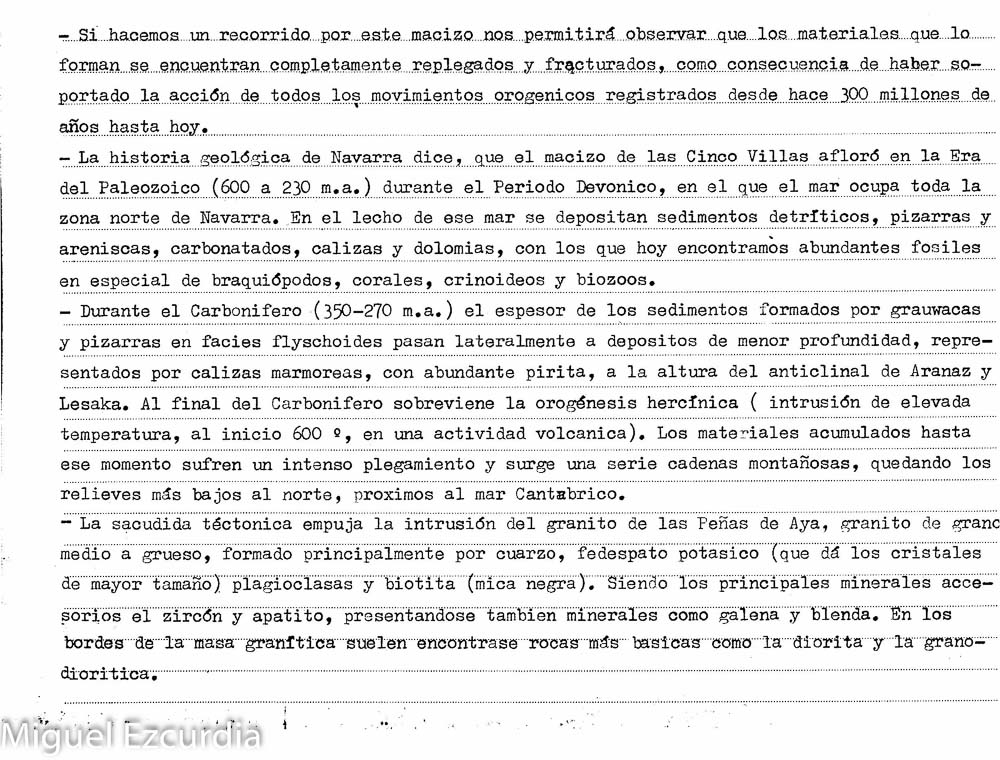 - Si hacemos un recorrido por este macizo nos permitirá observar que los materiales que lo
forman se encuentran completamente replegados y fracturados, como consecuencia de haber so-
portado la acción de todos los movimientos orogenicos registrados desde hace 300 millones de
años hasta hoy.
- La historia geológica de Navarra dice, que el macizo de las Cinco Villas afloró en la Era
del Paleozoico (600 a 230 m.a.) durante el Periodo Devonico, en el que el mar ocupa toda la
zona norte de Navarra. En el lecho de ese mar se depositan sedimentos detríticos, pizarras y
areniscas, carbonatados, calizas y dolomias, con los que hoy encontramos abundantes fosiles
en especial de braquiópodos, corales, crinoideos y biozoos.
- Durante el Carbonifero (350-270 m.a.) el espesor de los sedimentos formados por grauwacas
y pizarras en facies flyschoides pasan lateralmente a depositos de menor profundidad, repre-
sentados por calizas marmoreas, con abundante pirita, a la altura del anticlinal de Aranaz y
Lesaka. Al final del Carbonifero sobreviene la orogénesis hercínica ( intrusión de elevada
temperatura, al inicio 600 º, en una actividad volcanica). Los materiales acumulados hasta
ese momento sufren un intenso plegamiento y surge una serie cadenas montañosas, quedando los
relieves más bajos al norte, proximos al mar Cantabrico.
- La sacudida téctonica empuja la intrusión del granito de las Peñas de Aya, granito de grano
medio a grueso, formado principalmente por cuarzo, fedespato potasico (que dá los cristales
de mayor tamaño) plagioclasas y biotita (mica negra). Siendo los principales minerales acce-
sorios el zircón y apatito, presentandose tambien minerales como galena y blenda. En los
bordes de la masa granítica suelen encontrase rocas más basicas como la diorita y la grano-
dioritica.
Miguel Ezcurdia